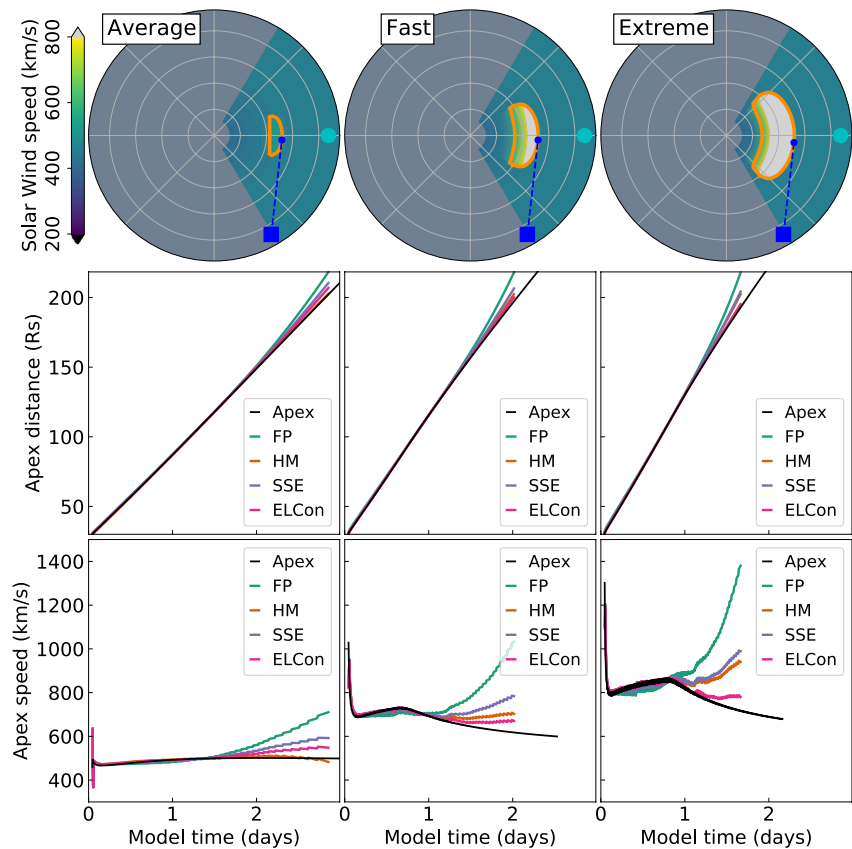 Average
Fast
Extreme
Solar Wind speed (km/s)
800
600
400
200
Apex distance (Rs)
200
150
100
50
Apex
FP
HM
SSE
ELCon
Apex
FP
HM
SSE
ELCon
Apex
FP
HM
SSE
ELCon
Apex speed (km/s)
1400
1200
1000
800
600
400
Apex
FP
HM
SSE
ELCon
Apex
FP
HM
SSE
ELCon
Apex
FP
HM
SSE
ELCon
0 1 2 0 1 2 0 1 2
Model time (days) Model time (days) Model time (days)